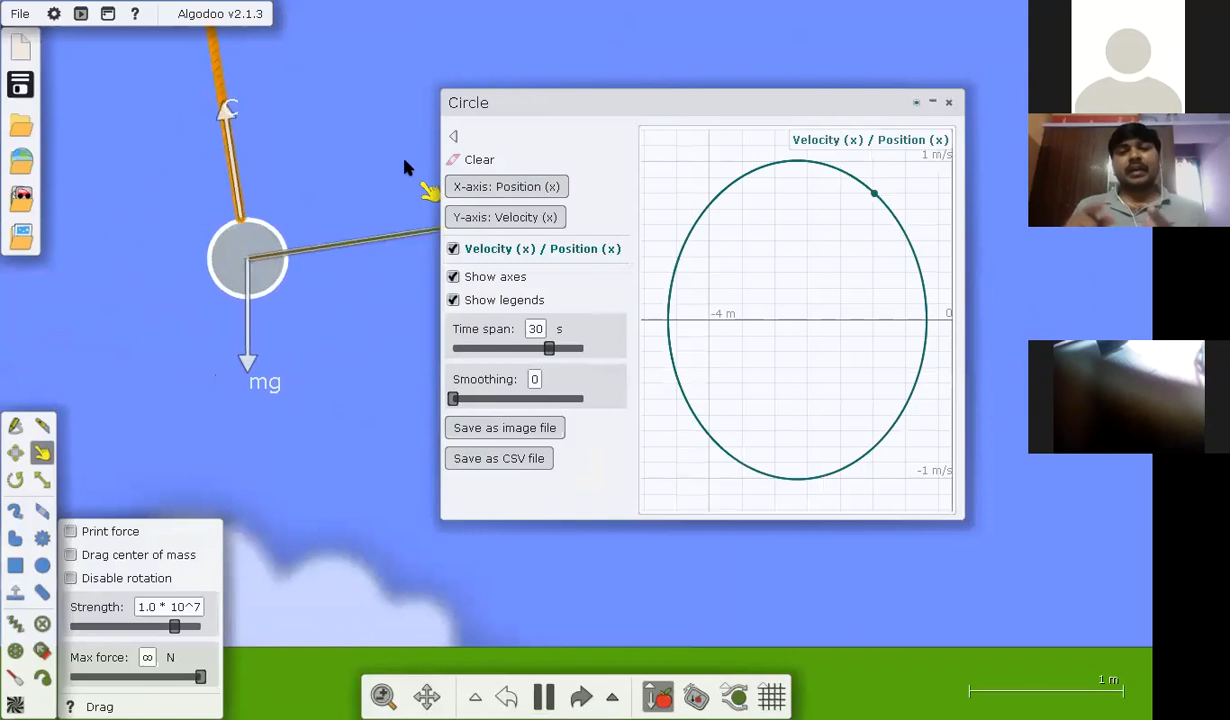 File ? Algodoo v2.1.3
Circle
Clear
X-axis: Position (x)
Y-axis: Velocity (x)
Velocity (x) / Position (x)
Show axes
Show legends
Time span: 30 s
Smoothing: 0
Save as image file
Save as CSV file
Velocity (x) / Position (x)
1 m/s
-4 m
0
-1 m/s
mg
Print force
Drag center of mass
Disable rotation
Strength: 1.0 * 10^7
Max force: ∞ N
? Drag
1 m